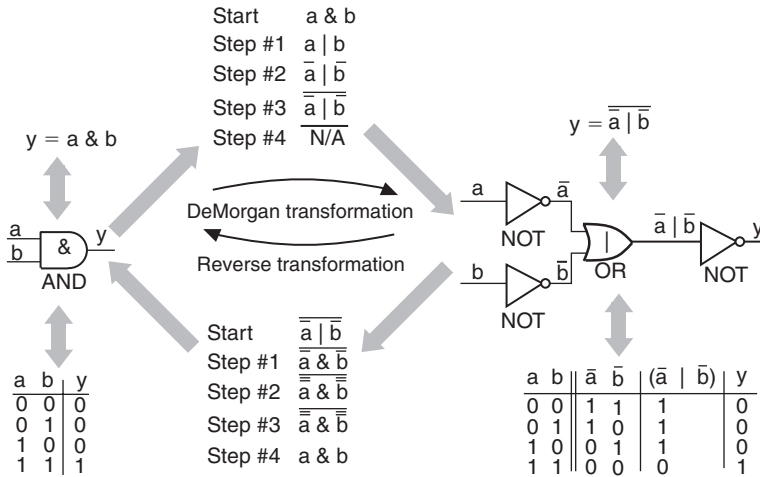 Start a & b
Step #1 a | b
Step #2 a̅ | b̅
Step #3 a̿ ̅|̅ b̿
Step #4 N/A
y = a & b
a
b
&
y
AND
DeMorgan transformation
Reverse transformation
y = a̿ ̅|̅ b̿
a
NOT
a̅
b
NOT
b̅
|
OR
a̅ | b̅
NOT
y
Start a̿ ̅|̅ b̿
Step #1 a̿ ̅&̅ b̿
Step #2 a̿̅ ̅&̅ b̿̅
Step #3 a̿̅ ̅&̅ b̿̅
Step #4 a & b
a b y
0 0 0
0 1 0
1 0 0
1 1 1
a b a̅ b̅ (a̅ | b̅) y
0 0 1 1 1 0
0 1 1 0 1 0
1 0 0 1 1 0
1 1 0 0 0 1